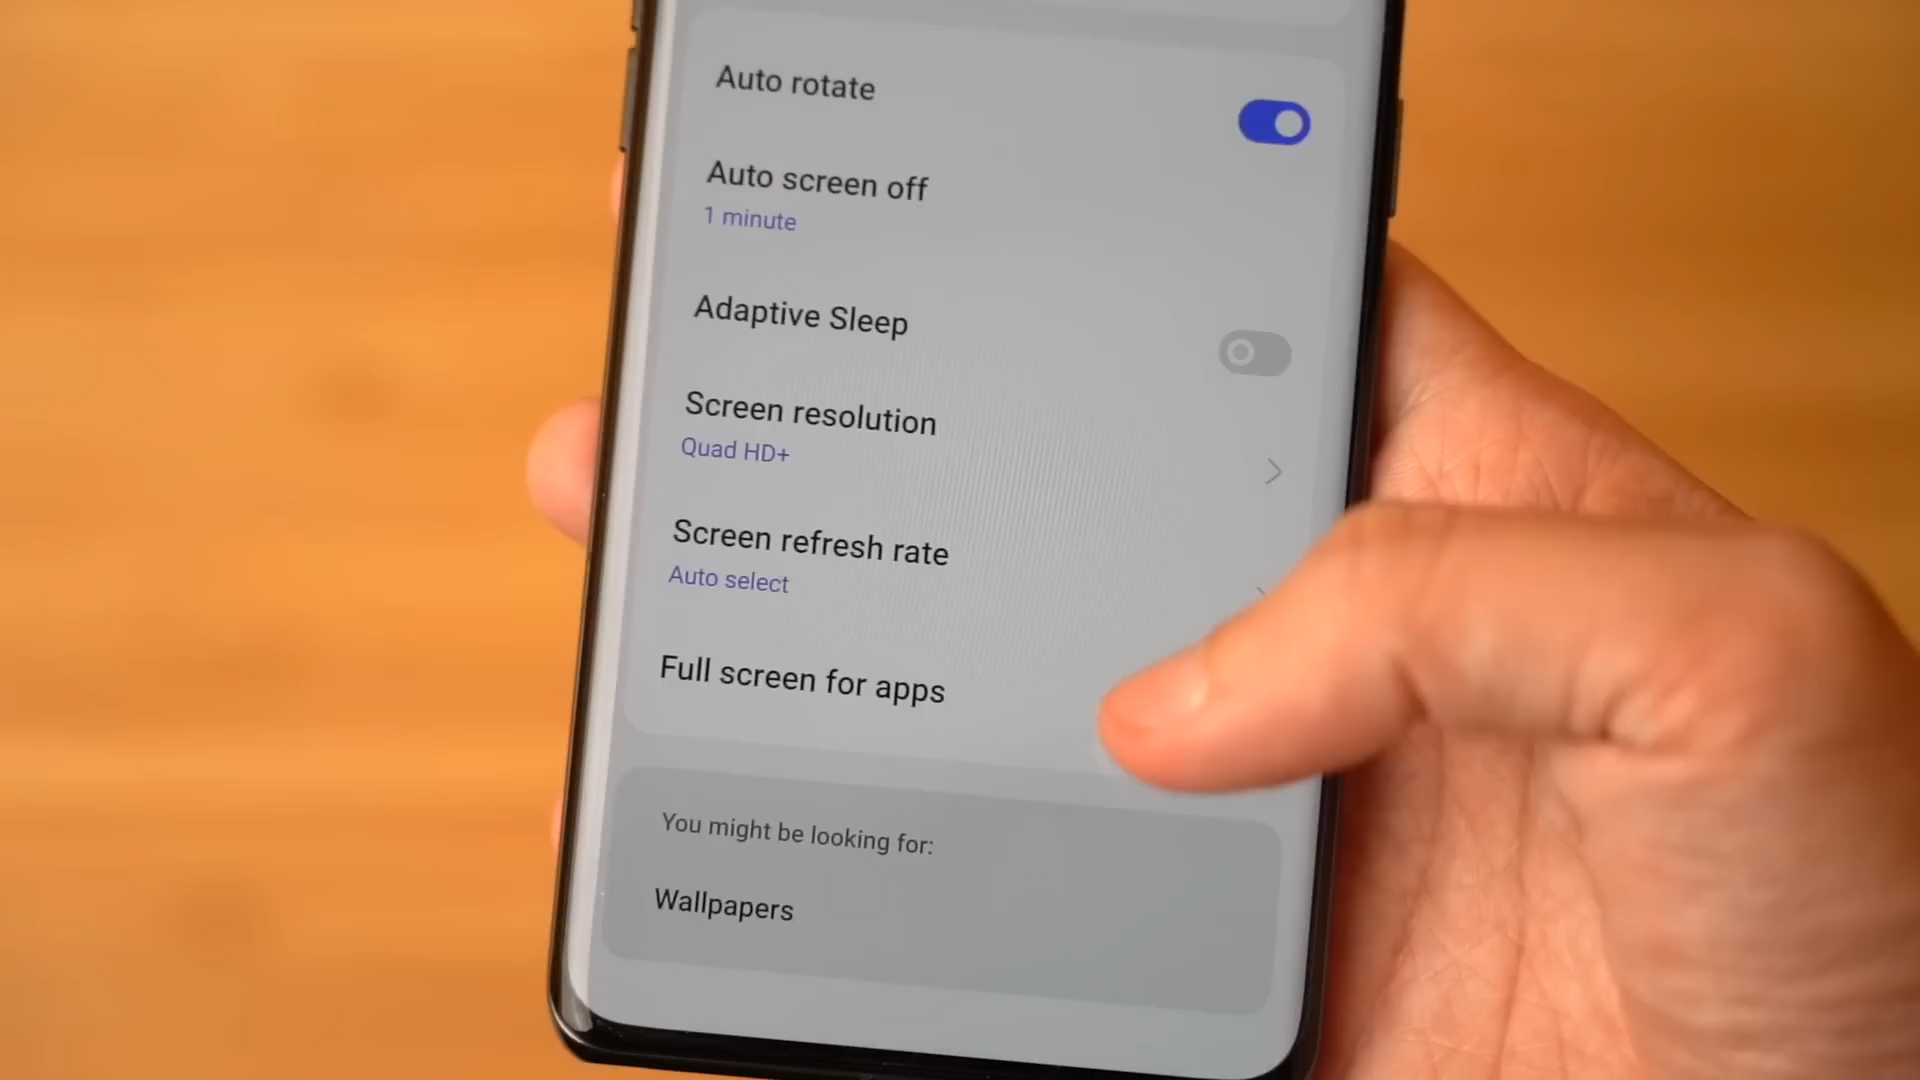 Auto rotate
Auto screen off
1 minute
Adaptive Sleep
Screen resolution
Quad HD+
Screen refresh rate
Auto select
Full screen for apps
You might be looking for:
Wallpapers